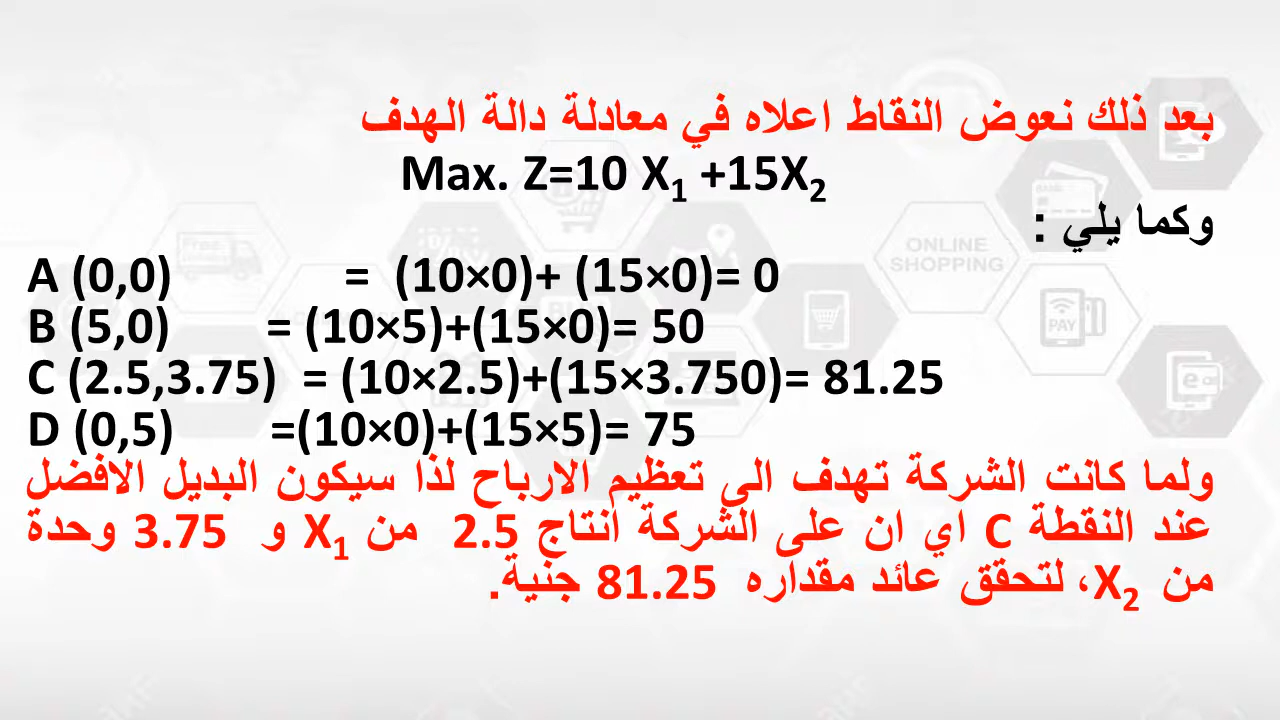 بعد ذلك نعوض النقاط اعلاه في معادلة دالة الهدف
Max. Z=10 X₁ +15X₂
وكما يلي :
A (0,0) = (10×0)+ (15×0)= 0
B (5,0) = (10×5)+(15×0)= 50
C (2.5,3.75) = (10×2.5)+(15×3.750)= 81.25
D (0,5) =(10×0)+(15×5)= 75
ولما كانت الشركة تهدف الى تعظيم الارباح لذا سيكون البديل الافضل
عند النقطة C اي ان على الشركة انتاج 2.5 من X₁ و 3.75 وحدة
من X₂، لتحقق عائد مقداره 81.25 جنية.
ONLINE
SHOPPING
PAY